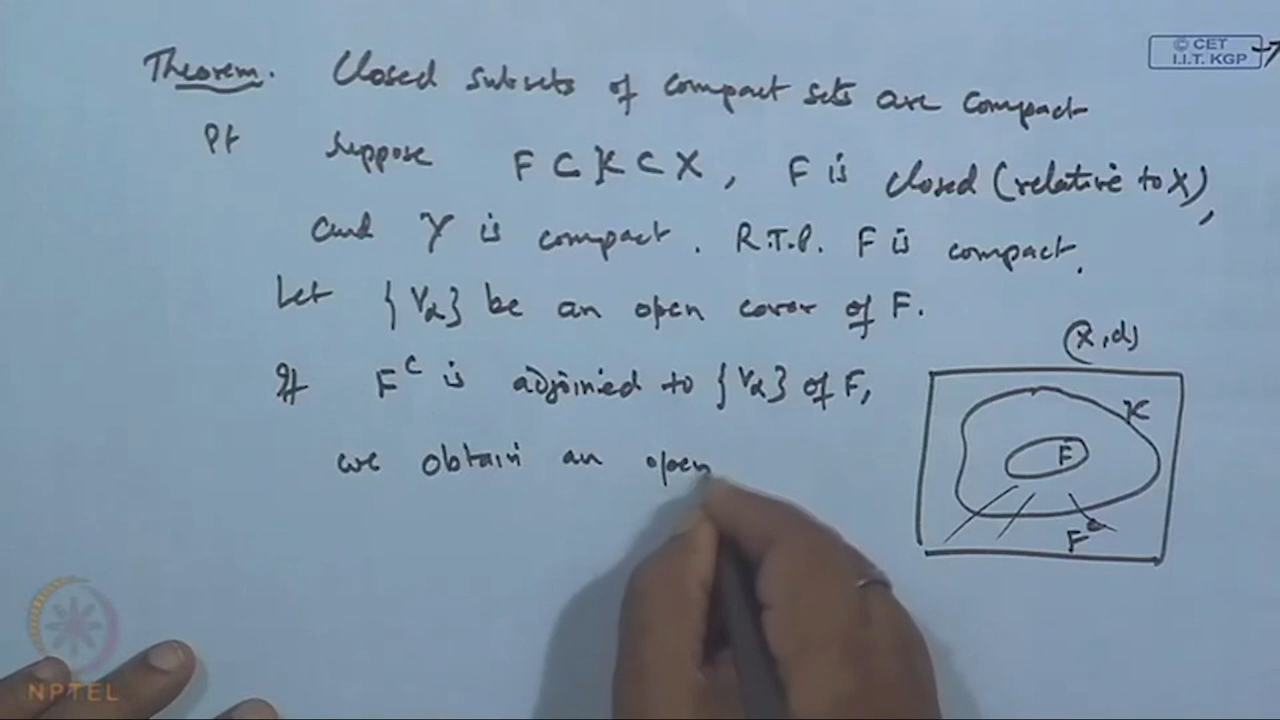 © CET
I.I.T. KGP
Theorem. Closed subsets of compact sets are compact
Pf Suppose F ⊂ K ⊂ X, F is closed (relative to X),
and Y is compact. R.T.P. F is compact.
Let {Vα} be an open cover of F.
If F^c is adjoinied to {Vα} of F,
we obtain an open
(X, d)
K
F
F^c
NPTEL